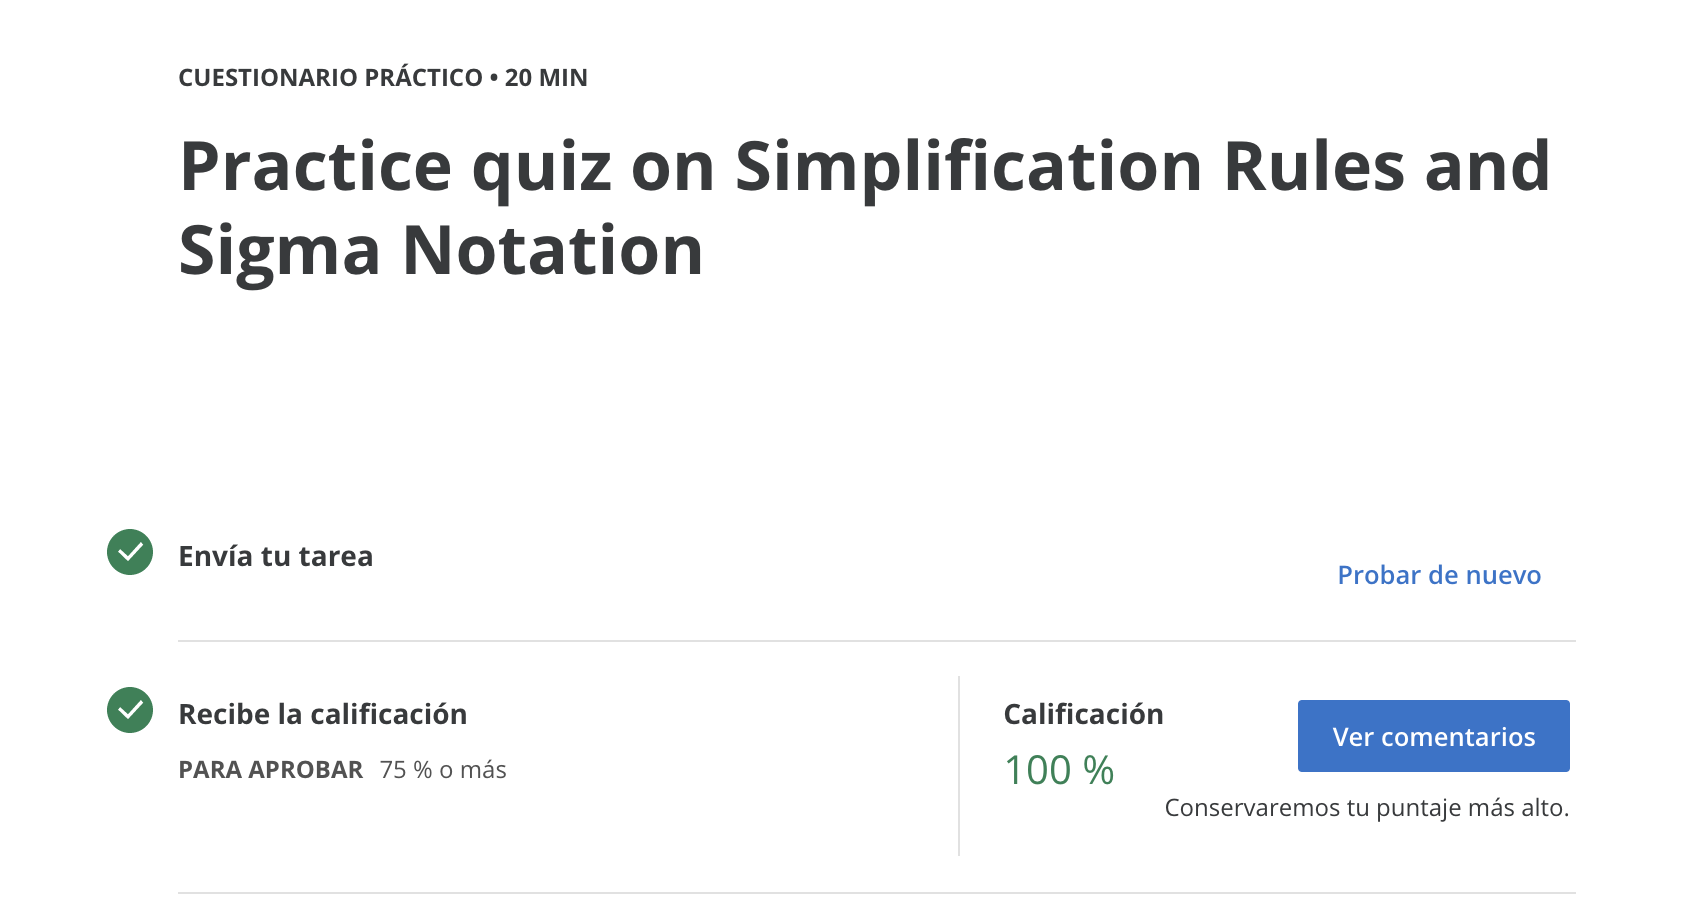 CUESTIONARIO PRÁCTICO • 20 MIN
Practice quiz on Simplification Rules and
Sigma Notation
Envía tu tarea
Probar de nuevo
Recibe la calificación
PARA APROBAR 75 % o más
Calificación
100 %
Ver comentarios
Conservaremos tu puntaje más alto.